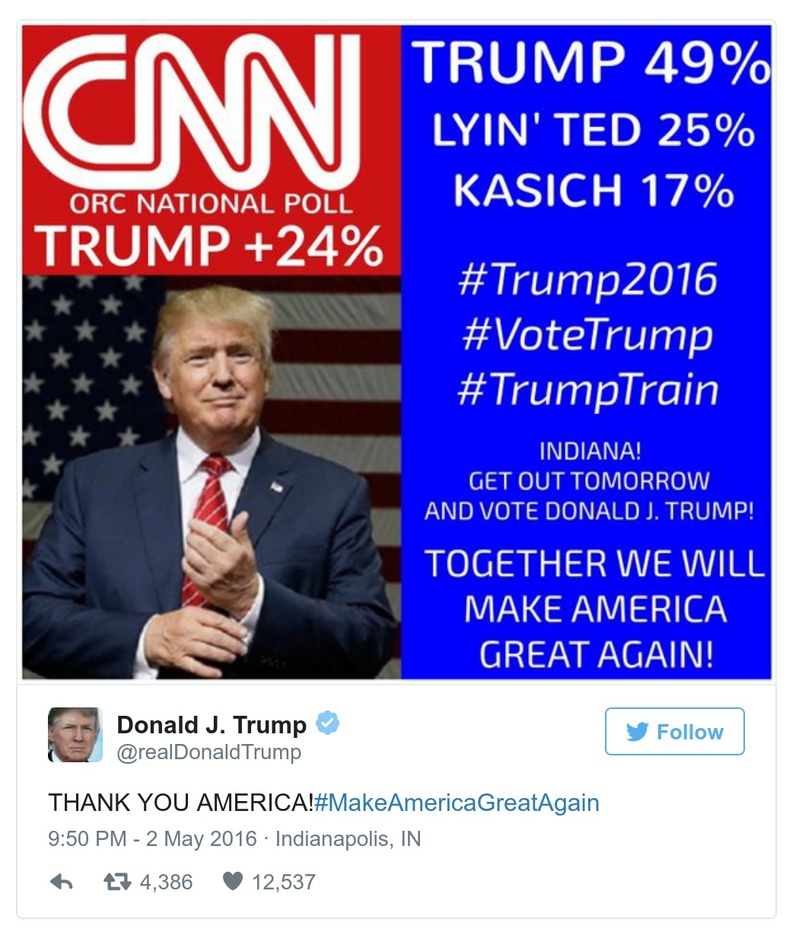 CNN
ORC NATIONAL POLL
TRUMP +24%
TRUMP 49%
LYIN' TED 25%
KASICH 17%
#Trump2016
#VoteTrump
#TrumpTrain
INDIANA!
GET OUT TOMORROW
AND VOTE DONALD J. TRUMP!
TOGETHER WE WILL
MAKE AMERICA
GREAT AGAIN!
Donald J. Trump
@realDonaldTrump
Follow
THANK YOU AMERICA!#MakeAmericaGreatAgain
9:50 PM - 2 May 2016 · Indianapolis, IN
4,386 12,537